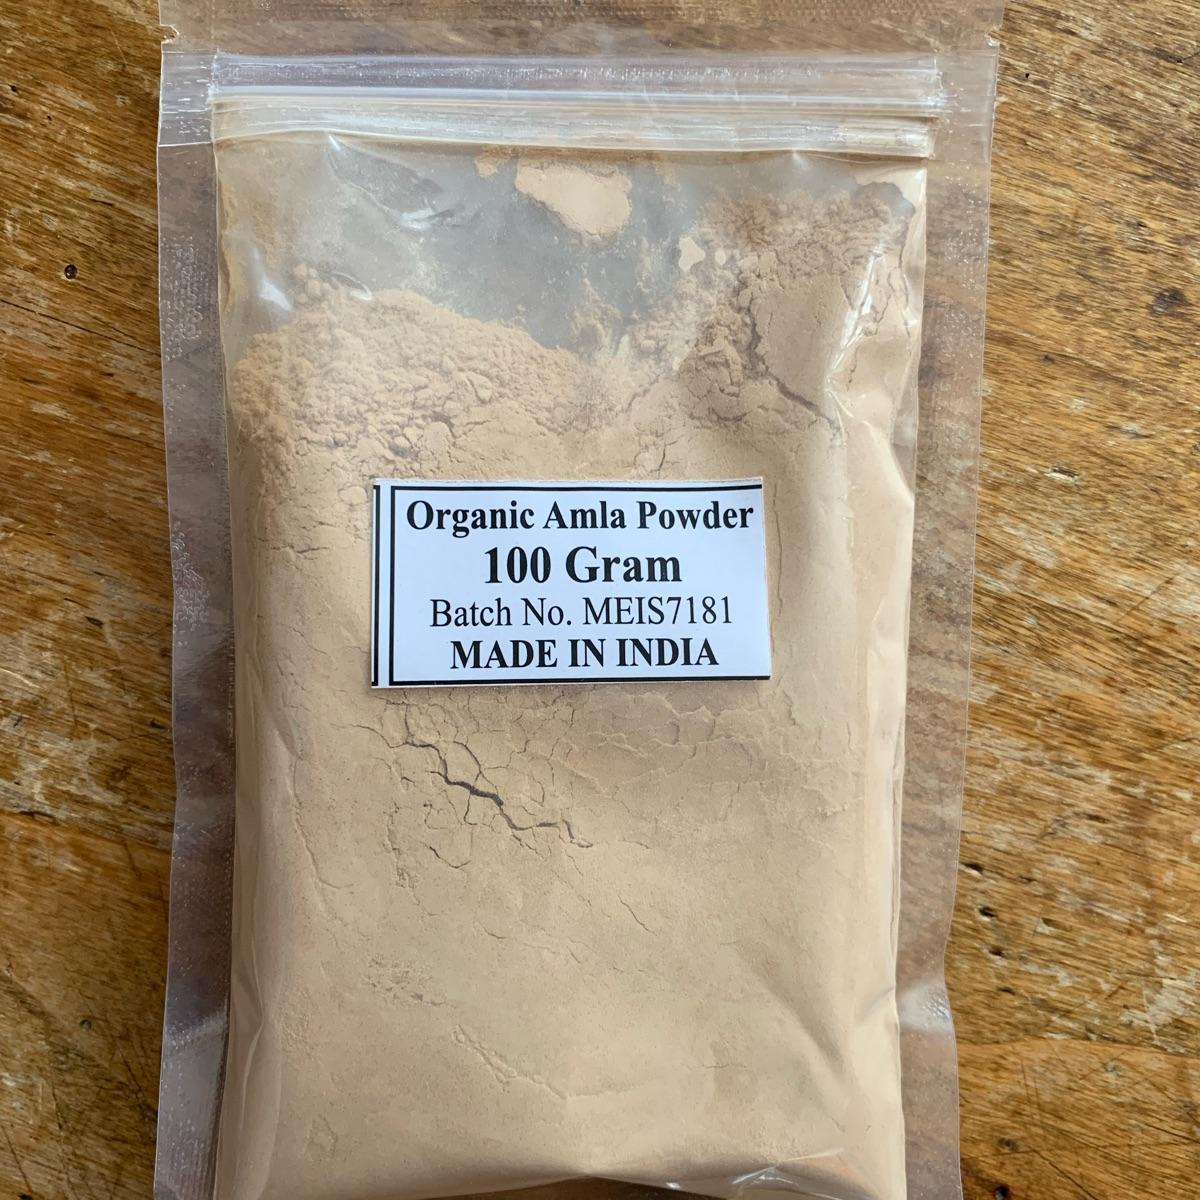 Organic Amla Powder
100 Gram
Batch No. MEIS7181
MADE IN INDIA